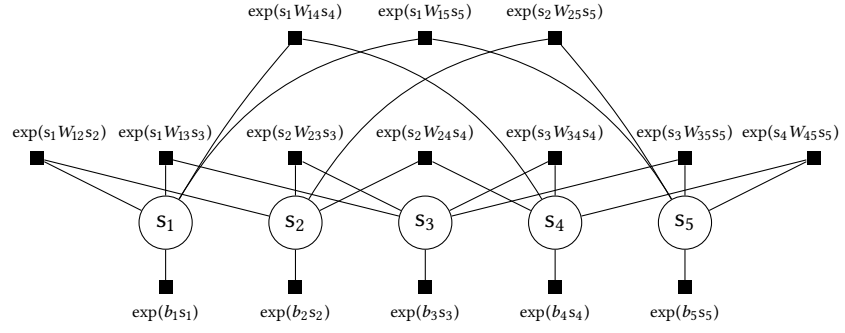 exp(s₁W₁₄s₄) exp(s₁W₁₅s₅) exp(s₂W₂₅s₅)
exp(s₁W₁₂s₂) exp(s₁W₁₃s₃) exp(s₂W₂₃s₃) exp(s₂W₂₄s₄) exp(s₃W₃₄s₄) exp(s₃W₃₅s₅) exp(s₄W₄₅s₅)
s₁ s₂ s₃ s₄ s₅
exp(b₁s₁) exp(b₂s₂) exp(b₃s₃) exp(b₄s₄) exp(b₅s₅)